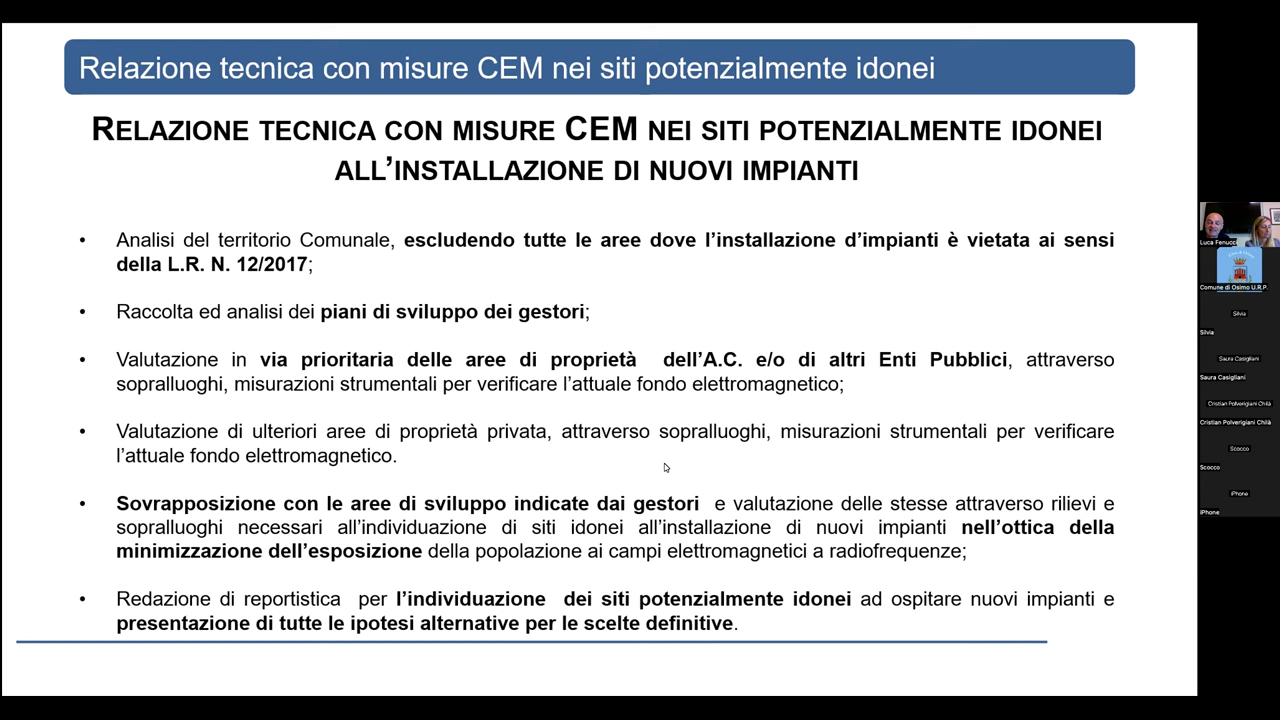 Relazione tecnica con misure CEM nei siti potenzialmente idonei
RELAZIONE TECNICA CON MISURE CEM NEI SITI POTENZIALMENTE IDONEI
ALL'INSTALLAZIONE DI NUOVI IMPIANTI
• Analisi del territorio Comunale, escludendo tutte le aree dove l'installazione d'impianti è vietata ai sensi
della L.R. N. 12/2017;
• Raccolta ed analisi dei piani di sviluppo dei gestori;
• Valutazione in via prioritaria delle aree di proprietà dell'A.C. e/o di altri Enti Pubblici, attraverso
sopralluoghi, misurazioni strumentali per verificare l'attuale fondo elettromagnetico;
• Valutazione di ulteriori aree di proprietà privata, attraverso sopralluoghi, misurazioni strumentali per verificare
l'attuale fondo elettromagnetico.
• Sovrapposizione con le aree di sviluppo indicate dai gestori e valutazione delle stesse attraverso rilievi e
sopralluoghi necessari all'individuazione di siti idonei all'installazione di nuovi impianti nell'ottica della
minimizzazione dell'esposizione della popolazione ai campi elettromagnetici a radiofrequenze;
• Redazione di reportistica per l'individuazione dei siti potenzialmente idonei ad ospitare nuovi impianti e
presentazione di tutte le ipotesi alternative per le scelte definitive.
Luca Fenucci
Comune di Osimo U.R.P.
Silvia
Silvia
Saura Casigliani
Saura Casigliani
Cristian Polverigiani Chilà
Cristian Polverigiani Chilà
Scocco
Scocco
iPhone
iPhone